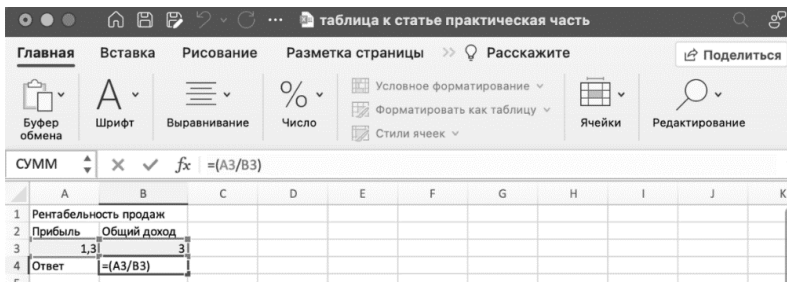 таблица к статье практическая часть
Главная Вставка Рисование Разметка страницы >> Расскажите Поделиться
Буфер обмена Шрифт Выравнивание % Число Условное форматирование Форматировать как таблицу Стили ячеек Ячейки Редактирование
СУММ fx =(A3/B3)
A B C D E F G H I J K
1 Рентабельность продаж
2 Прибыль Общий доход
3 1,3 3
4 Ответ =(A3/B3)